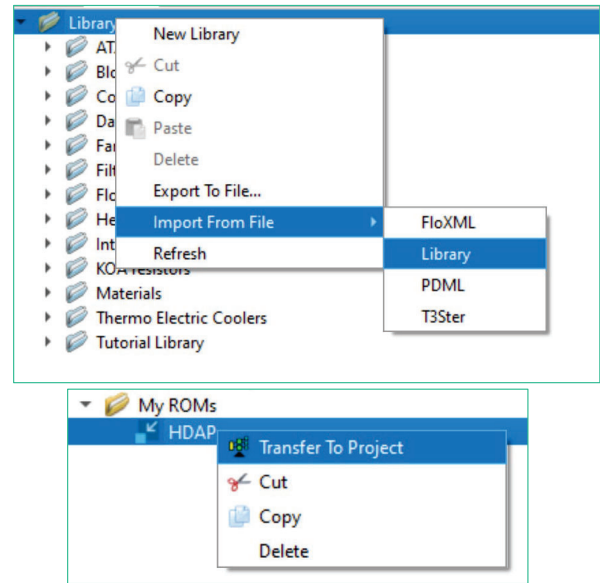 Library
New Library
Cut
Copy
Paste
Delete
Export To File...
Import From File
Refresh
FloXML
Library
PDML
T3Ster
KOA resistors
Materials
Thermo Electric Coolers
Tutorial Library
My ROMs
HDAP
Transfer To Project
Cut
Copy
Delete